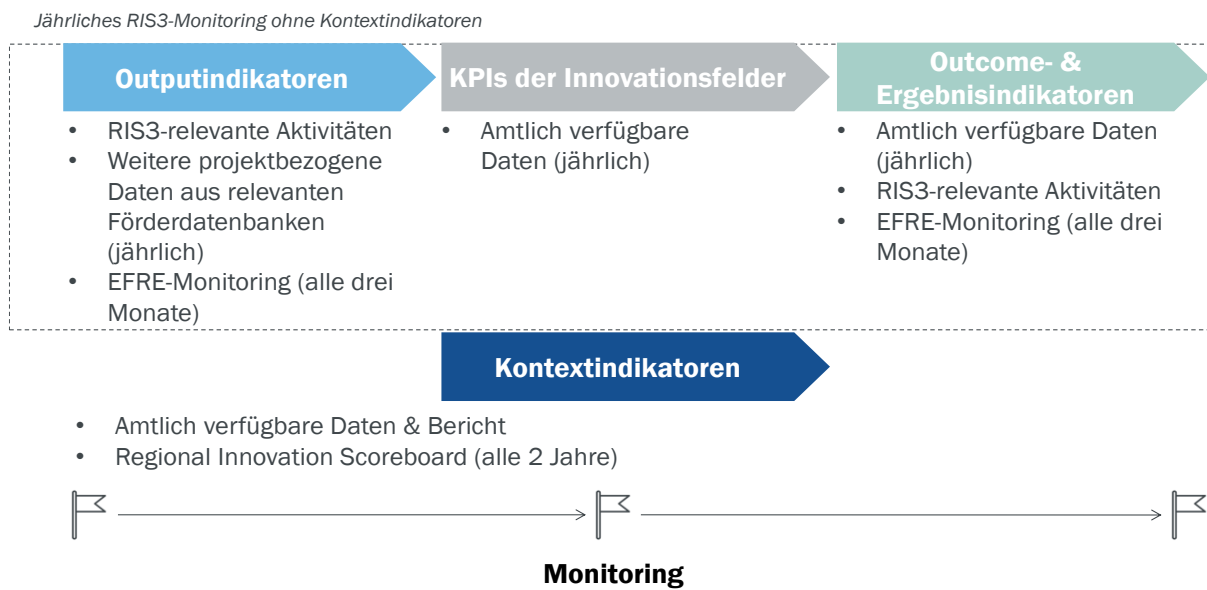 Jährliches RIS3-Monitoring ohne Kontextindikatoren
Outputindikatoren
• RIS3-relevante Aktivitäten
• Weitere projektbezogene
Daten aus relevanten
Förderdatenbanken
(jährlich)
• EFRE-Monitoring (alle drei
Monate)
KPIs der Innovationsfelder
• Amtlich verfügbare
Daten (jährlich)
Outcome- &
Ergebnisindikatoren
• Amtlich verfügbare Daten
(jährlich)
• RIS3-relevante Aktivitäten
• EFRE-Monitoring (alle drei
Monate)
Kontextindikatoren
• Amtlich verfügbare Daten & Bericht
• Regional Innovation Scoreboard (alle 2 Jahre)
Monitoring